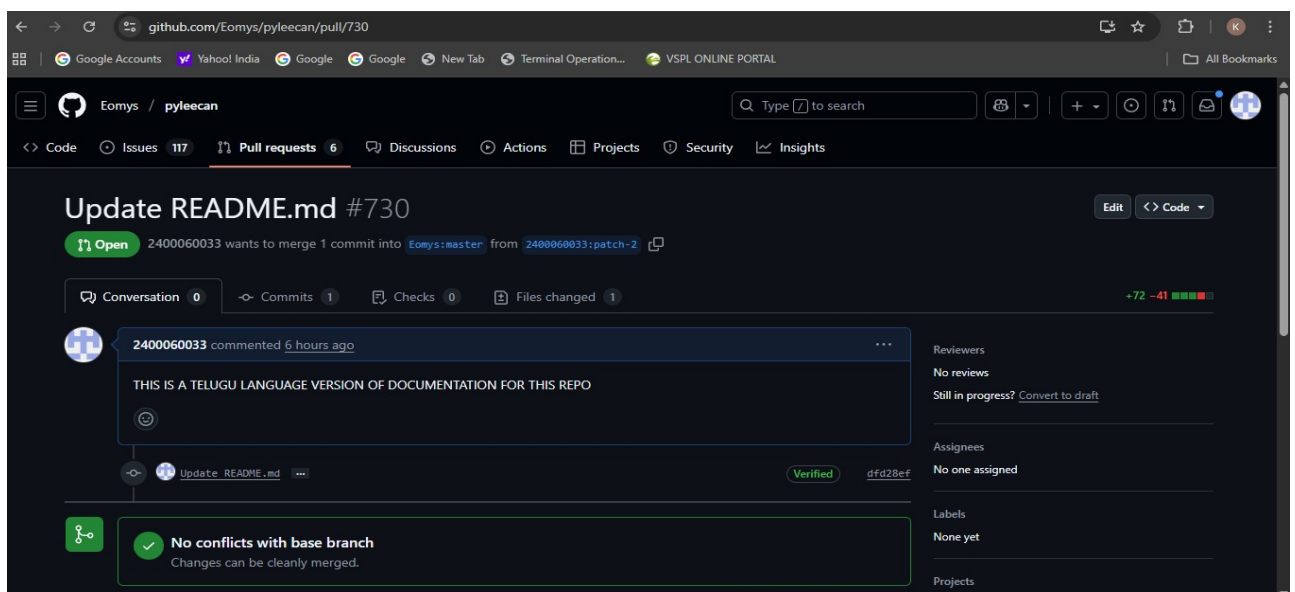 github.com/Eomys/pyleecan/pull/730
K
Google Accounts Yahoo! India Google Google New Tab Terminal Operation... VSPL ONLINE PORTAL All Bookmarks
Eomys / pyleecan Type / to search
Code Issues 117 Pull requests 6 Discussions Actions Projects Security Insights
Update README.md #730 Edit <> Code
Open 2400060033 wants to merge 1 commit into Eomys:master from 2400060033:patch-2
Conversation 0 Commits 1 Checks 0 Files changed 1 +72 −41
2400060033 commented 6 hours ago ...
THIS IS A TELUGU LANGUAGE VERSION OF DOCUMENTATION FOR THIS REPO
Update README.md ... Verified dfd28ef
No conflicts with base branch
Changes can be cleanly merged.
Reviewers
No reviews
Still in progress? Convert to draft
Assignees
No one assigned
Labels
None yet
Projects